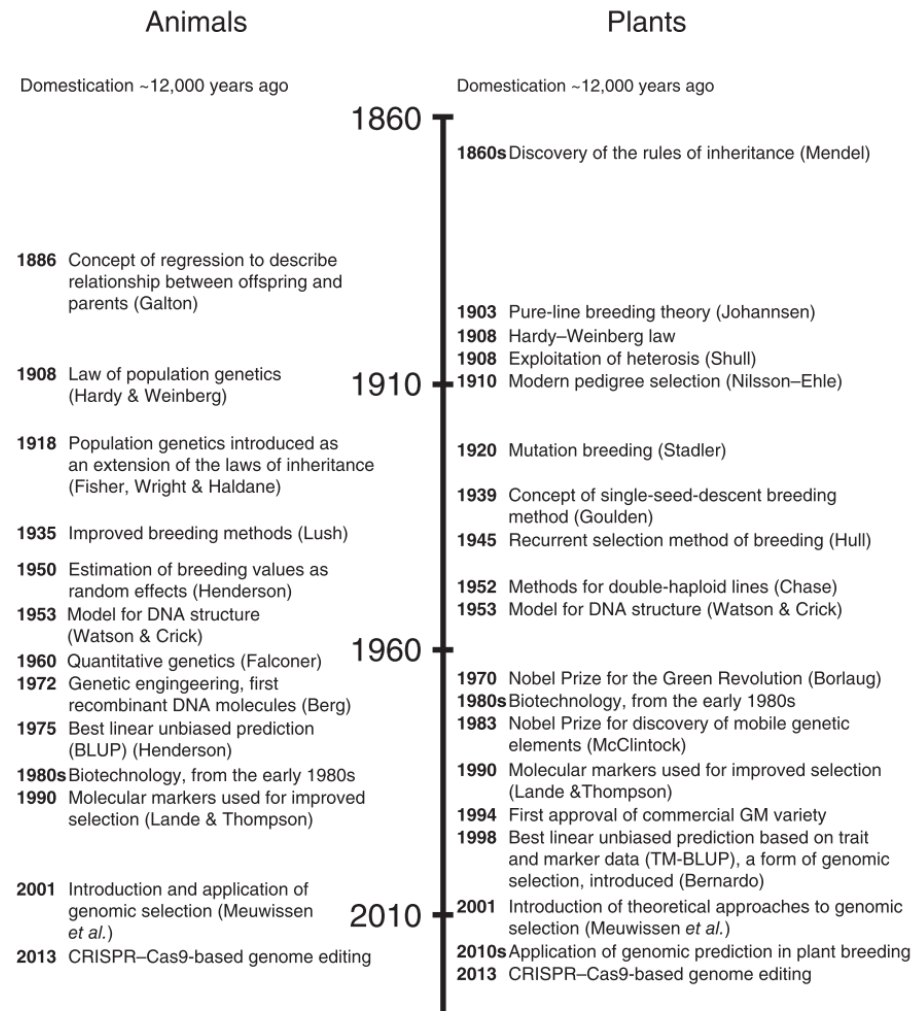 Animals
Domestication ~12,000 years ago
1886 Concept of regression to describe
relationship between offspring and
parents (Galton)
1908 Law of population genetics
(Hardy & Weinberg)
1918 Population genetics introduced as
an extension of the laws of inheritance
(Fisher, Wright & Haldane)
1935 Improved breeding methods (Lush)
1950 Estimation of breeding values as
random effects (Henderson)
1953 Model for DNA structure
(Watson & Crick)
1960 Quantitative genetics (Falconer)
1972 Genetic engingeering, first
recombinant DNA molecules (Berg)
1975 Best linear unbiased prediction
(BLUP) (Henderson)
1980s Biotechnology, from the early 1980s
1990 Molecular markers used for improved
selection (Lande & Thompson)
2001 Introduction and application of
genomic selection (Meuwissen
et al.)
2013 CRISPR–Cas9-based genome editing
1860
1910
1960
2010
Plants
Domestication ~12,000 years ago
1860s Discovery of the rules of inheritance (Mendel)
1903 Pure-line breeding theory (Johannsen)
1908 Hardy–Weinberg law
1908 Exploitation of heterosis (Shull)
1910 Modern pedigree selection (Nilsson–Ehle)
1920 Mutation breeding (Stadler)
1939 Concept of single-seed-descent breeding
method (Goulden)
1945 Recurrent selection method of breeding (Hull)
1952 Methods for double-haploid lines (Chase)
1953 Model for DNA structure (Watson & Crick)
1970 Nobel Prize for the Green Revolution (Borlaug)
1980s Biotechnology, from the early 1980s
1983 Nobel Prize for discovery of mobile genetic
elements (McClintock)
1990 Molecular markers used for improved selection
(Lande &Thompson)
1994 First approval of commercial GM variety
1998 Best linear unbiased prediction based on trait
and marker data (TM-BLUP), a form of genomic
selection, introduced (Bernardo)
2001 Introduction of theoretical approaches to genomic
selection (Meuwissen et al.)
2010s Application of genomic prediction in plant breeding
2013 CRISPR–Cas9-based genome editing